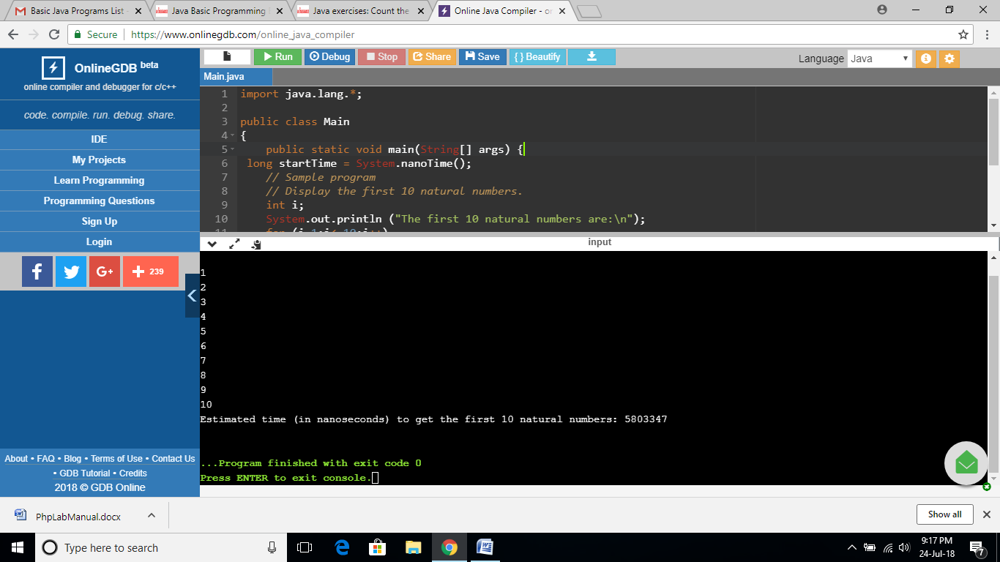 Basic Java Programs List -
Java Basic Programming
Java exercises: Count the
Online Java Compiler - on
Secure https://www.onlinegdb.com/online_java_compiler
OnlineGDB beta
online compiler and debugger for c/c++
code. compile. run. debug. share.
IDE
My Projects
Learn Programming
Programming Questions
Sign Up
Login
f G+ + 239
About • FAQ • Blog • Terms of Use • Contact Us
• GDB Tutorial • Credits
2018 © GDB Online
Run Debug Stop Share Save { } Beautify
Language Java
Main.java
1 import java.lang.*;
2
3 public class Main
4 {
5 public static void main(String[] args) {
6 long startTime = System.nanoTime();
7 // Sample program
8 // Display the first 10 natural numbers.
9 int i;
10 System.out.println ("The first 10 natural numbers are:\n");
input
1
2
3
4
5
6
7
8
9
10
Estimated time (in nanoseconds) to get the first 10 natural numbers: 5803347
...Program finished with exit code 0
Press ENTER to exit console.
PhpLabManual.docx
Show all
Type here to search
9:17 PM
24-Jul-18
7